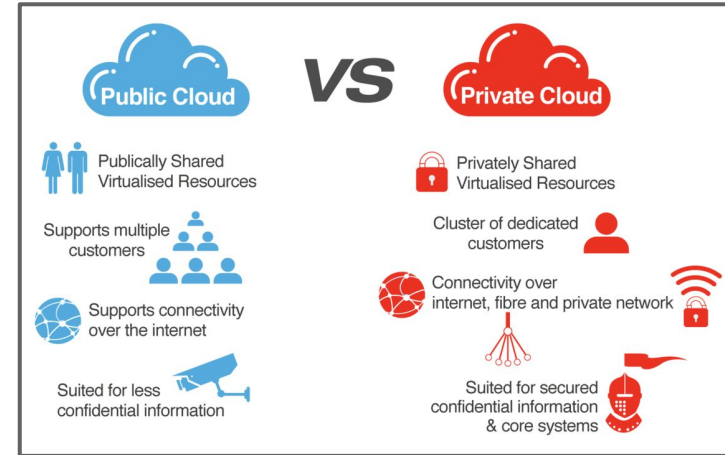 Public Cloud
VS
Private Cloud
Publically Shared
Virtualised Resources
Supports multiple
customers
Supports connectivity
over the internet
Suited for less
confidential information
Privately Shared
Virtualised Resources
Cluster of dedicated
customers
Connectivity over
internet, fibre and private network
Suited for secured
confidential information
& core systems